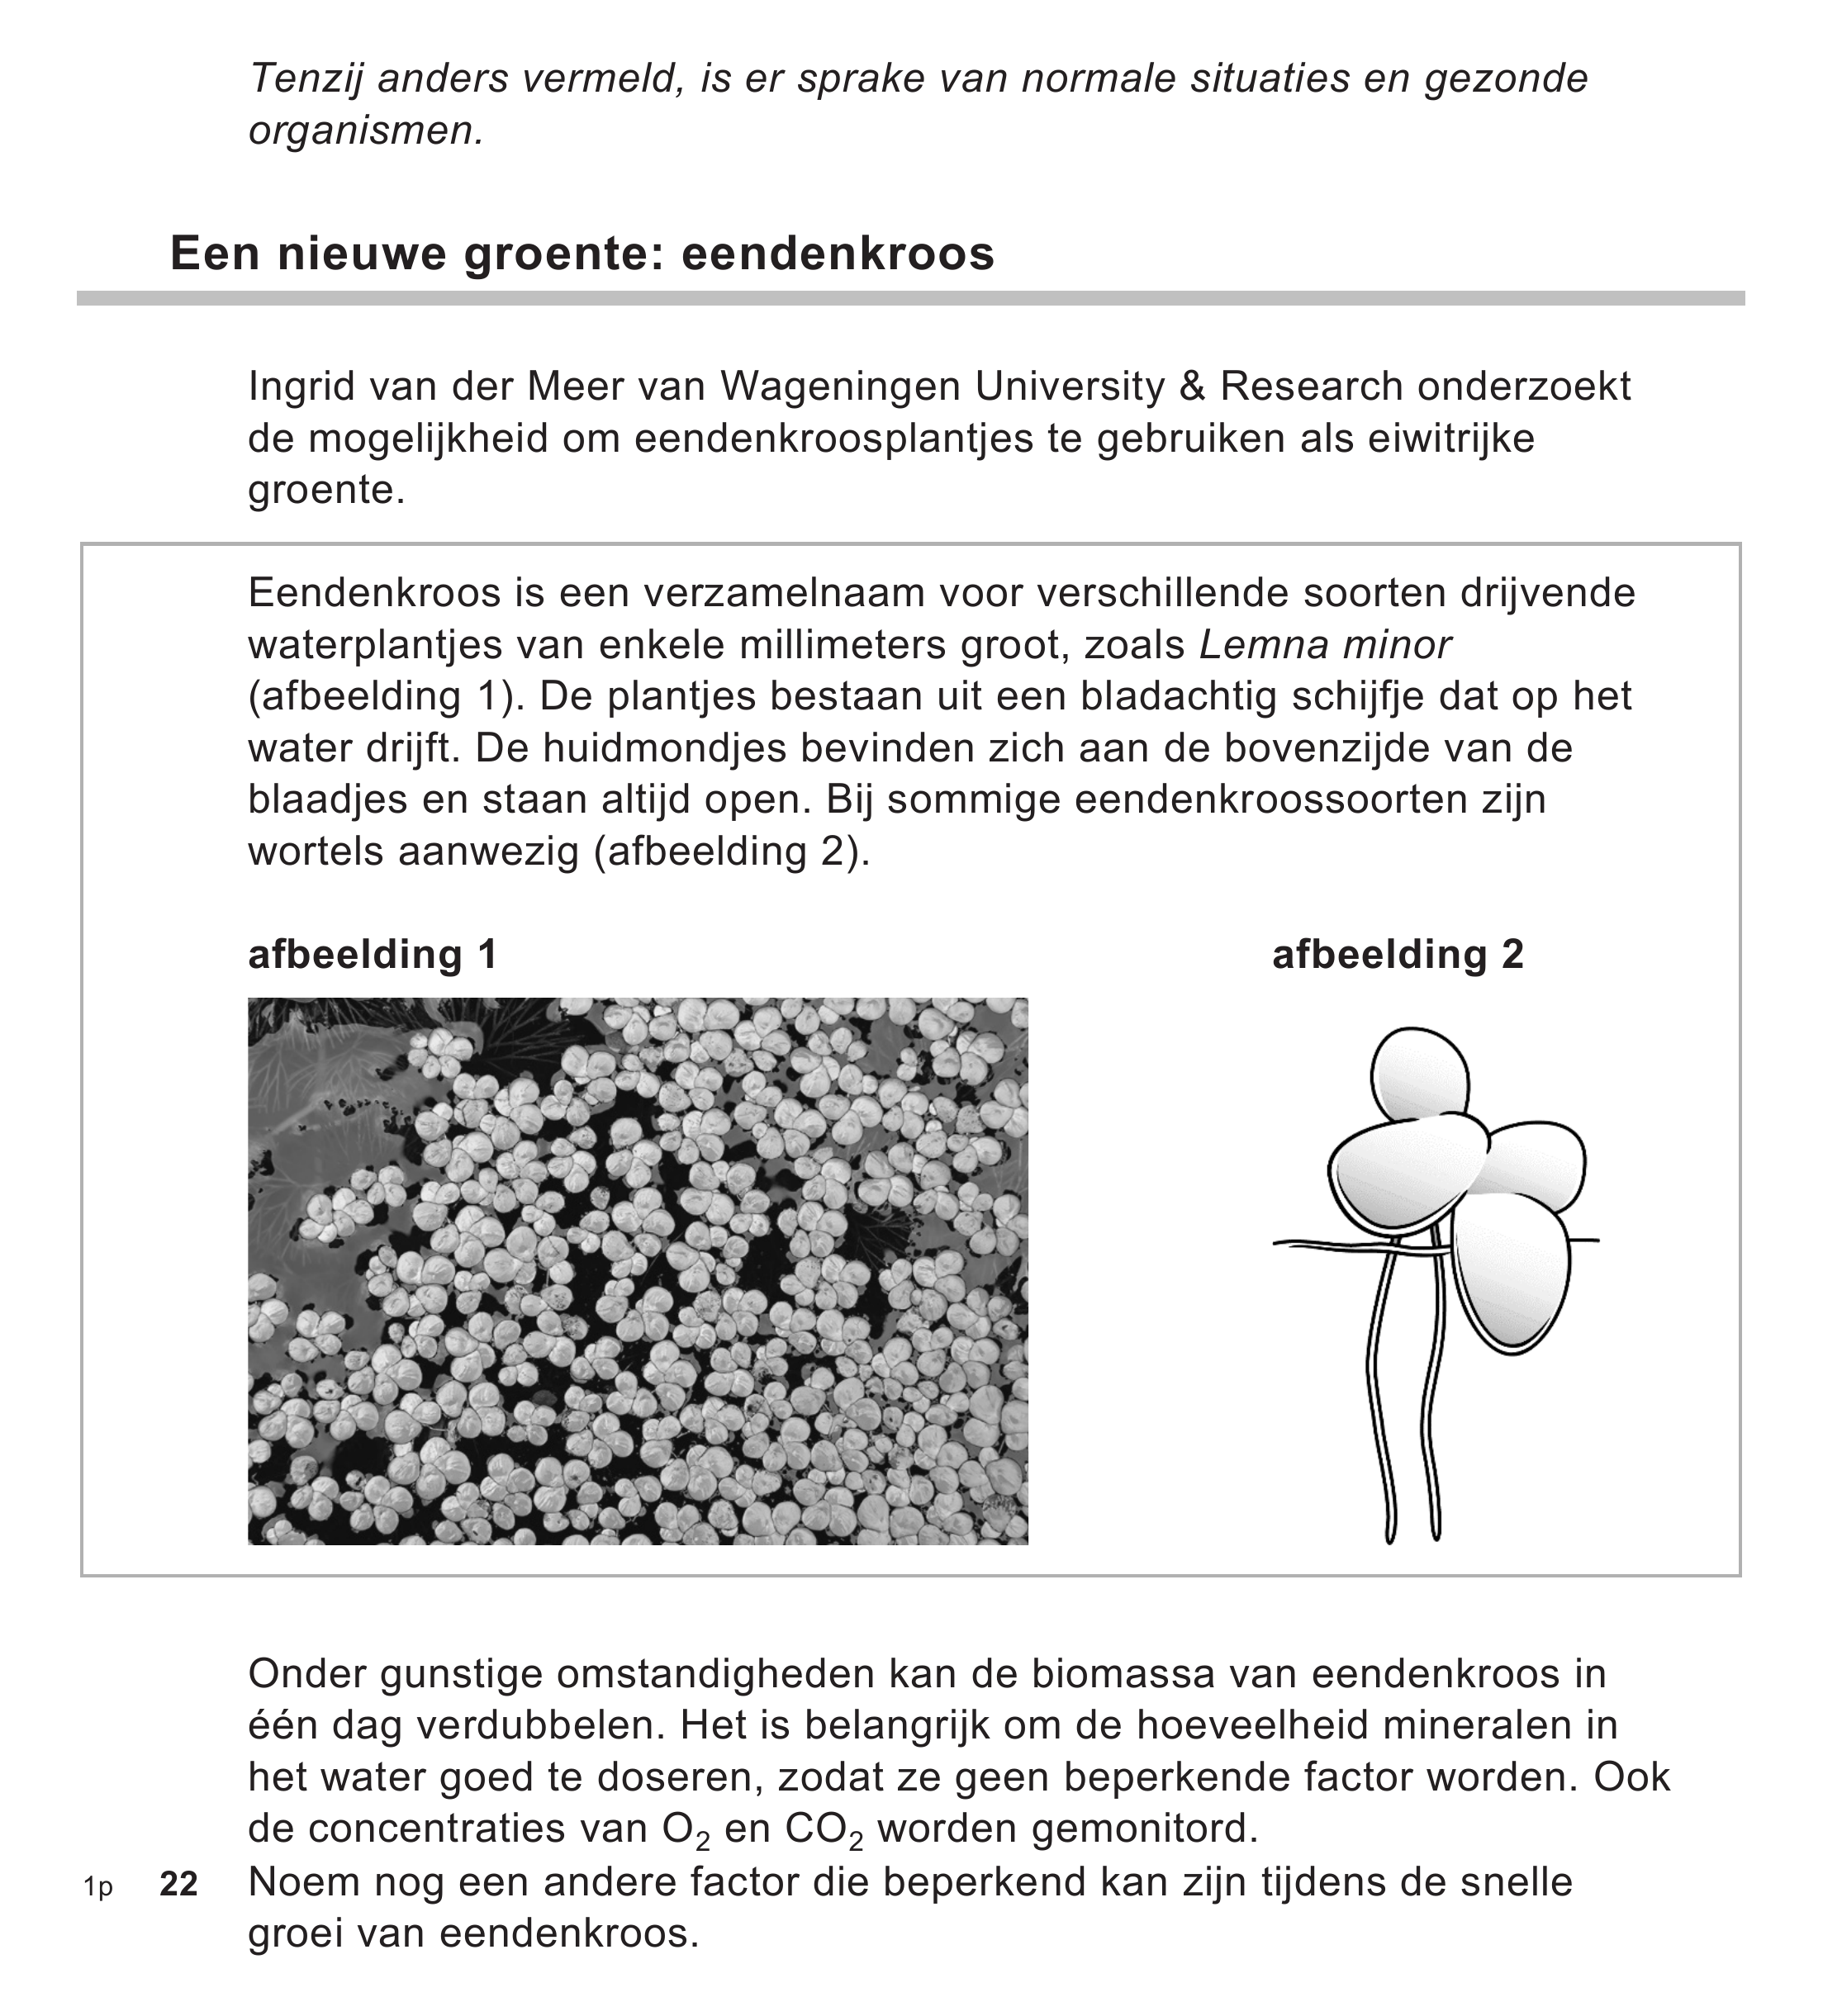 Tenzij anders vermeld, is er sprake van normale situaties en gezonde
organismen.
Een nieuwe groente: eendenkroos
Ingrid van der Meer van Wageningen University & Research onderzoekt
de mogelijkheid om eendenkroosplantjes te gebruiken als eiwitrijke
groente.
Eendenkroos is een verzamelnaam voor verschillende soorten drijvende
waterplantjes van enkele millimeters groot, zoals Lemna minor
(afbeelding 1). De plantjes bestaan uit een bladachtig schijfje dat op het
water drijft. De huidmondjes bevinden zich aan de bovenzijde van de
blaadjes en staan altijd open. Bij sommige eendenkroossoorten zijn
wortels aanwezig (afbeelding 2).
afbeelding 1
afbeelding 2
Onder gunstige omstandigheden kan de biomassa van eendenkroos in
één dag verdubbelen. Het is belangrijk om de hoeveelheid mineralen in
het water goed te doseren, zodat ze geen beperkende factor worden. Ook
de concentraties van O₂ en CO₂ worden gemonitord.
1p 22 Noem nog een andere factor die beperkend kan zijn tijdens de snelle
groei van eendenkroos.